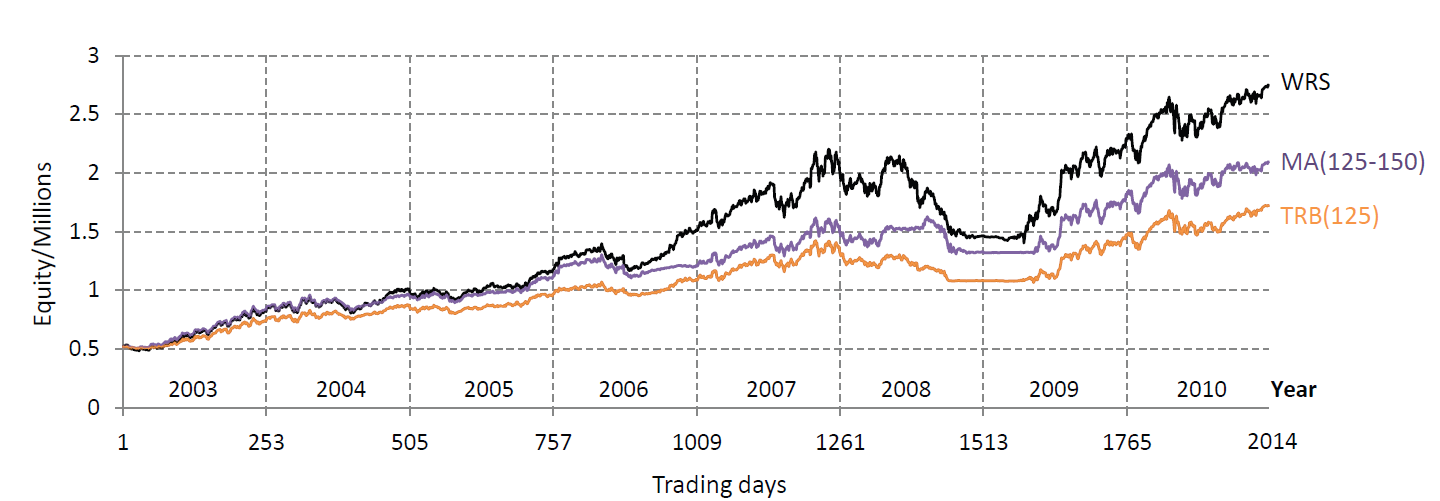 3
WRS
2.5
MA(125-150)
2
TRB(125)
1.5
1
0.5
0
Equity/Millions
2003 2004 2005 2006 2007 2008 2009 2010 Year
1 253 505 757 1009 1261 1513 1765 2014
Trading days